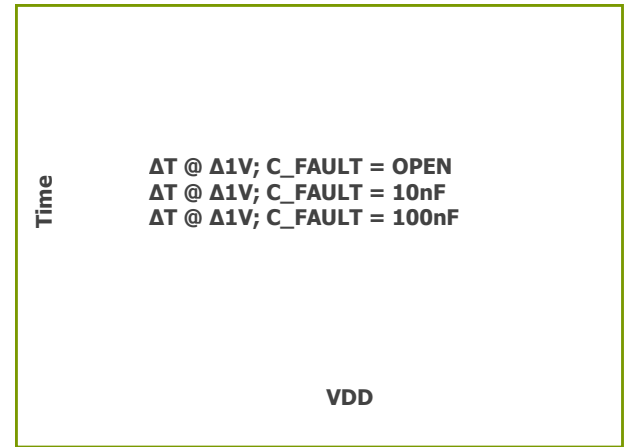 Time
ΔT @ Δ1V; C_FAULT = OPEN
ΔT @ Δ1V; C_FAULT = 10nF
ΔT @ Δ1V; C_FAULT = 100nF
VDD